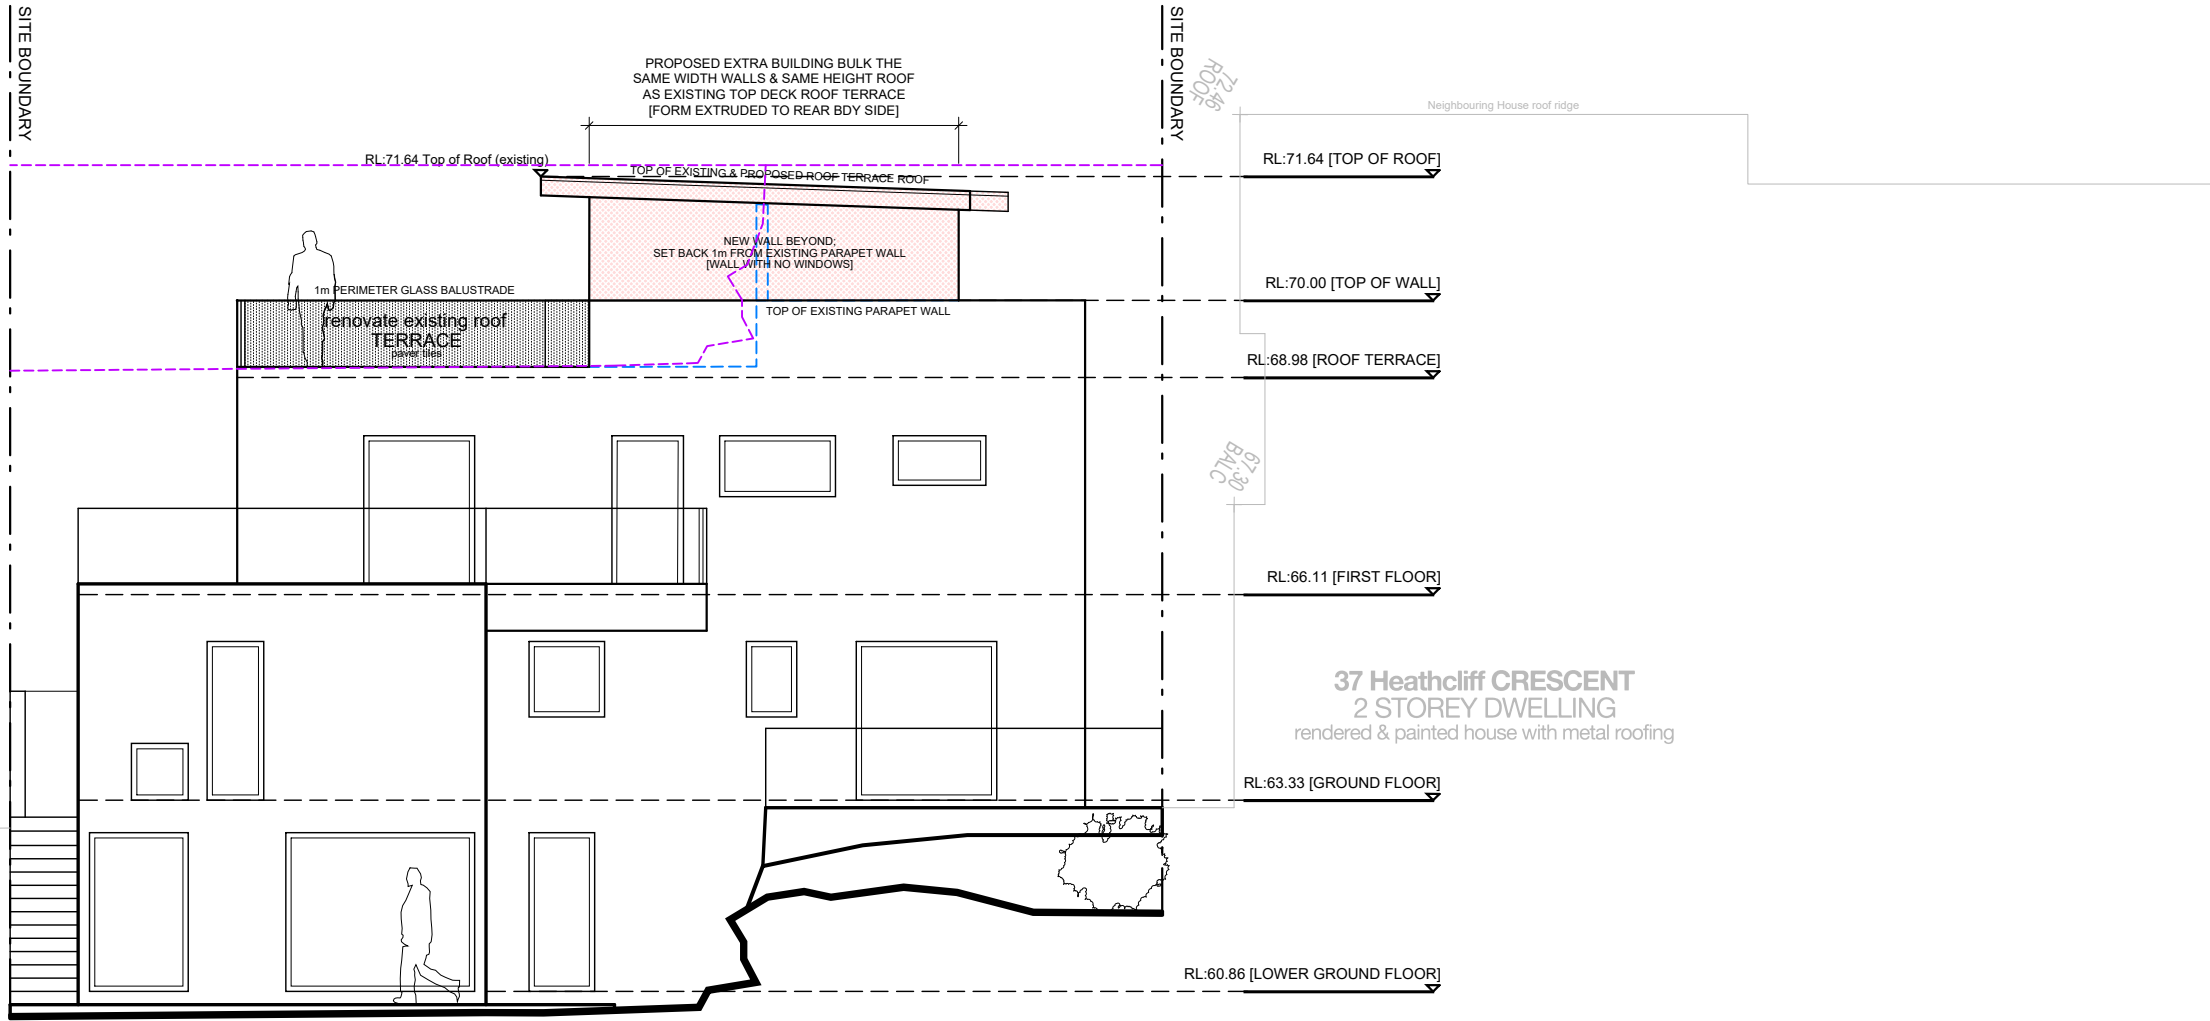 SITE BOUNDARY
SITE BOUNDARY
PROPOSED EXTRA BUILDING BULK THE
SAME WIDTH WALLS & SAME HEIGHT ROOF
AS EXISTING TOP DECK ROOF TERRACE
[FORM EXTRUDED TO REAR BDY SIDE]
72.46
ROOF
Neighbouring House roof ridge
RL:71.64 Top of Roof (existing)
RL:71.64 [TOP OF ROOF]
TOP OF EXISTING & PROPOSED ROOF TERRACE ROOF
NEW WALL BEYOND;
SET BACK 1m FROM EXISTING PARAPET WALL
[WALL WITH NO WINDOWS]
RL:70.00 [TOP OF WALL]
1m PERIMETER GLASS BALUSTRADE
TOP OF EXISTING PARAPET WALL
renovate existing roof
TERRACE
paver tiles
RL:68.98 [ROOF TERRACE]
67.30
BALC
RL:66.11 [FIRST FLOOR]
37 Heathcliff CRESCENT
2 STOREY DWELLING
rendered & painted house with metal roofing
RL:63.33 [GROUND FLOOR]
RL:60.86 [LOWER GROUND FLOOR]